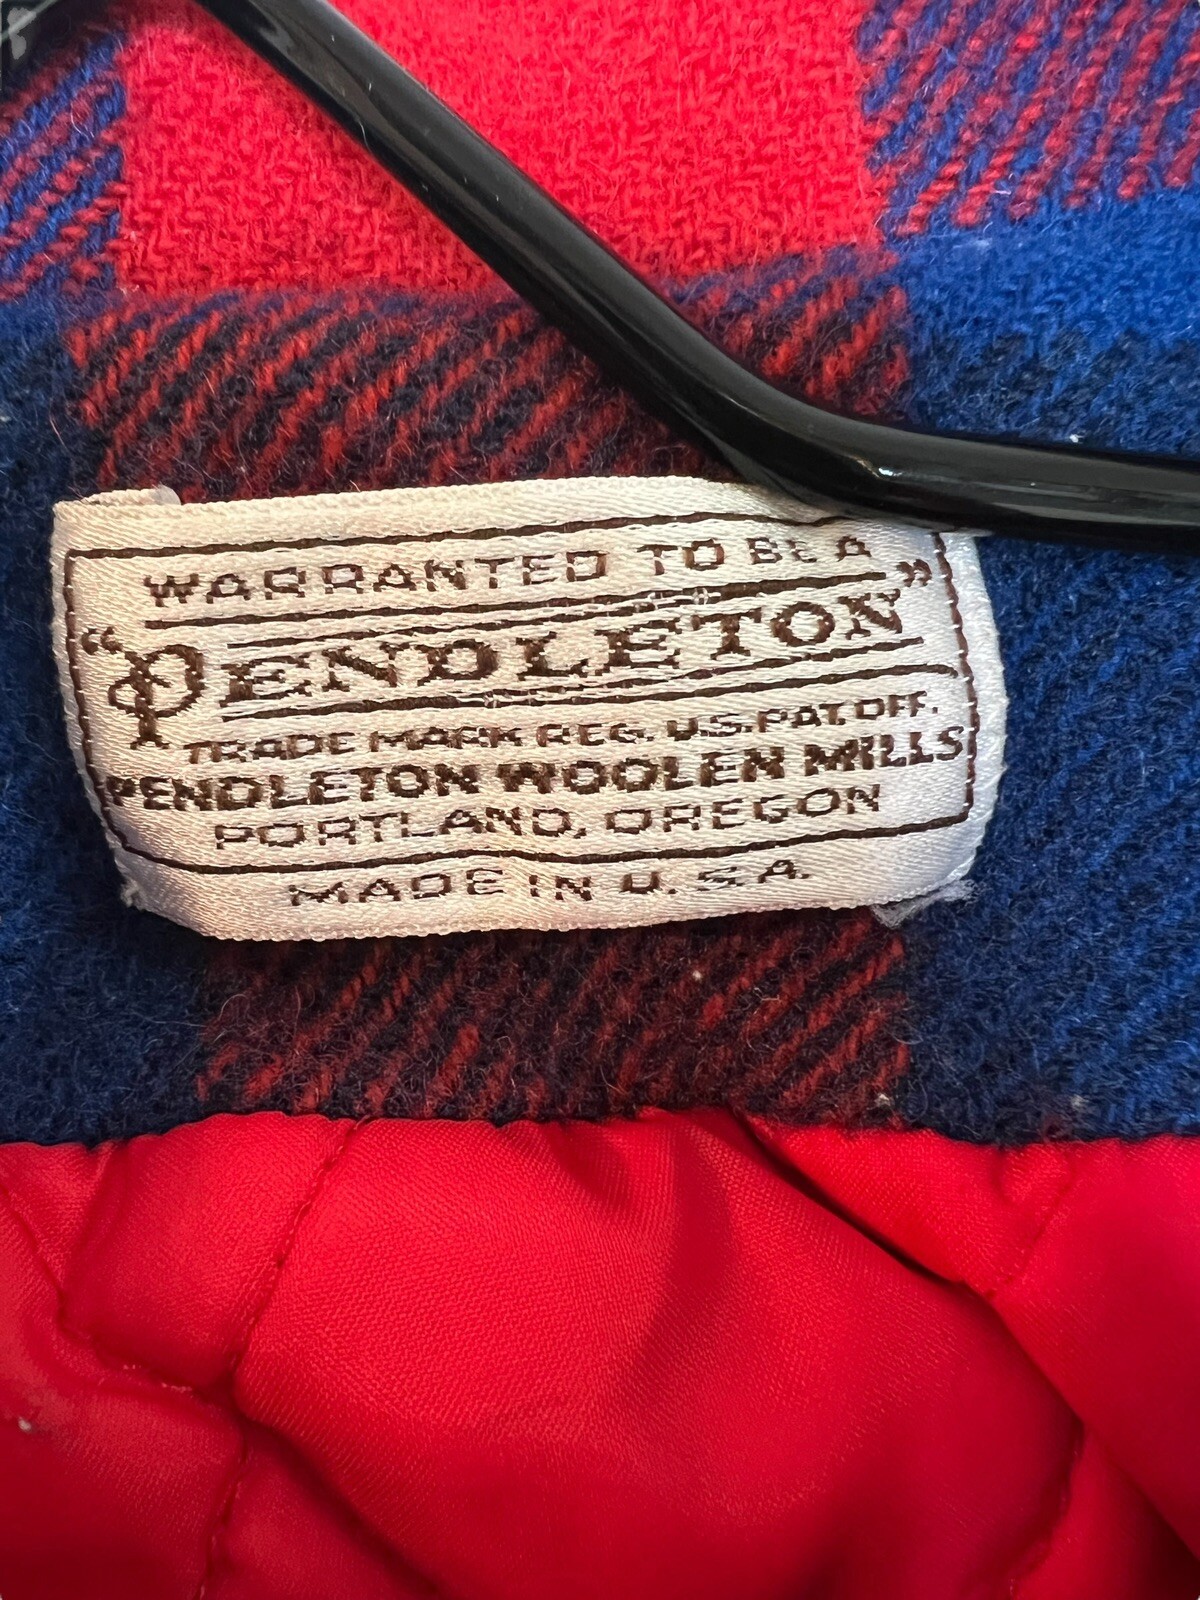 WARRANTED TO BE A
"PENDLETON"
TRADE MARK REG. U.S. PAT. OFF.
PENDLETON WOOLEN MILLS
PORTLAND, OREGON
MADE IN U.S.A.